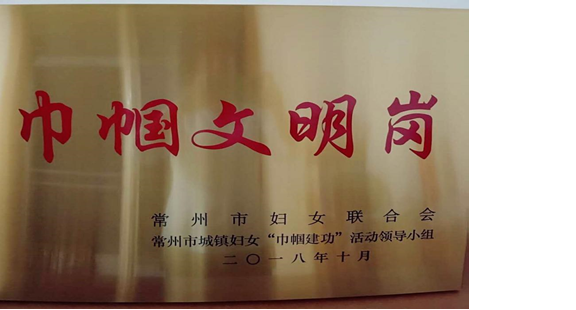 巾帼文明岗
常州市妇女联合会
常州市城镇妇女“巾帼建功”活动领导小组
二〇一八年十月